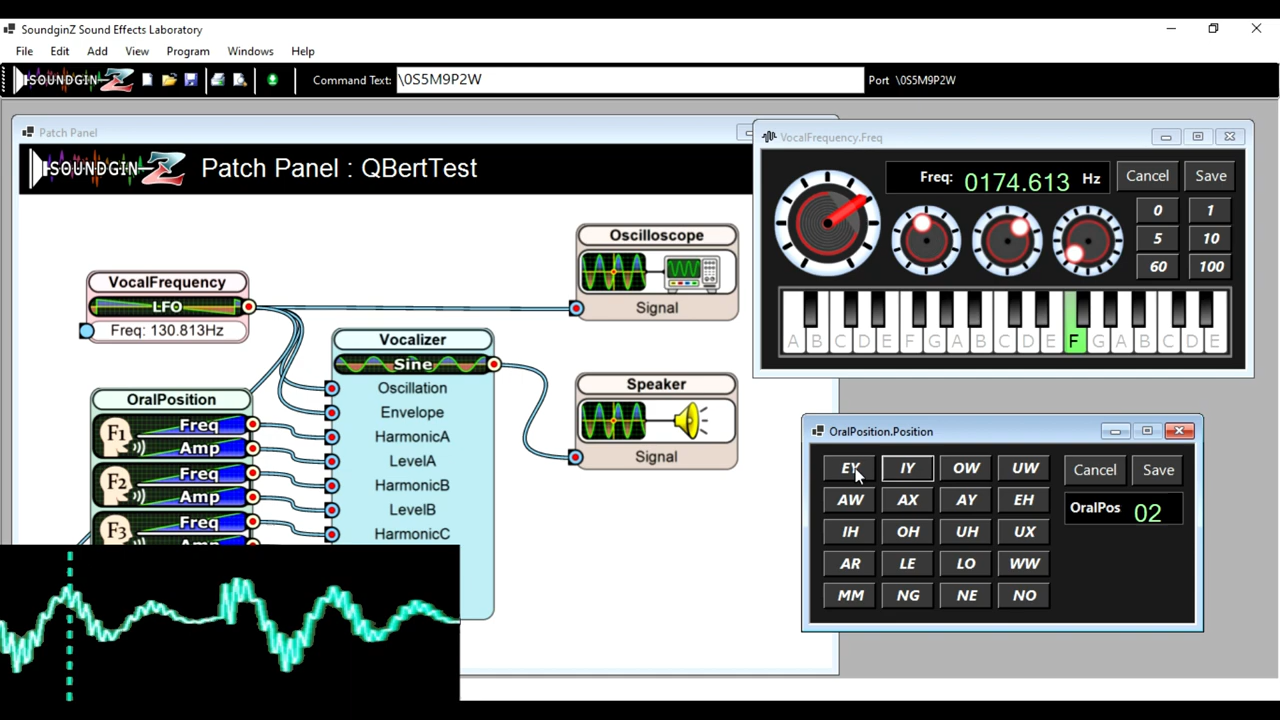 SoundginZ Sound Effects Laboratory
File Edit Add View Program Windows Help
SOUNDGIN Z Command Text: \0S5M9P2W Port \0S5M9P2W
Patch Panel
SOUNDGIN Z Patch Panel : QBertTest
VocalFrequency
LFO
Freq: 130.813Hz
OralPosition
F1 Freq
Amp
F2 Freq
Amp
F3 Freq
Amp
Vocalizer
Sine
Oscillation
Envelope
HarmonicA
LevelA
HarmonicB
LevelB
HarmonicC
Oscilloscope
Signal
Speaker
Signal
VocalFrequency.Freq
Freq: 0174.613 Hz Cancel Save
0 1
5 10
60 100
A B C D E F G A B C D E F G A B C D E
OralPosition.Position
EY IY OW UW Cancel Save
AW AX AY EH OralPos 02
IH OH UH UX
AR LE LO WW
MM NG NE NO